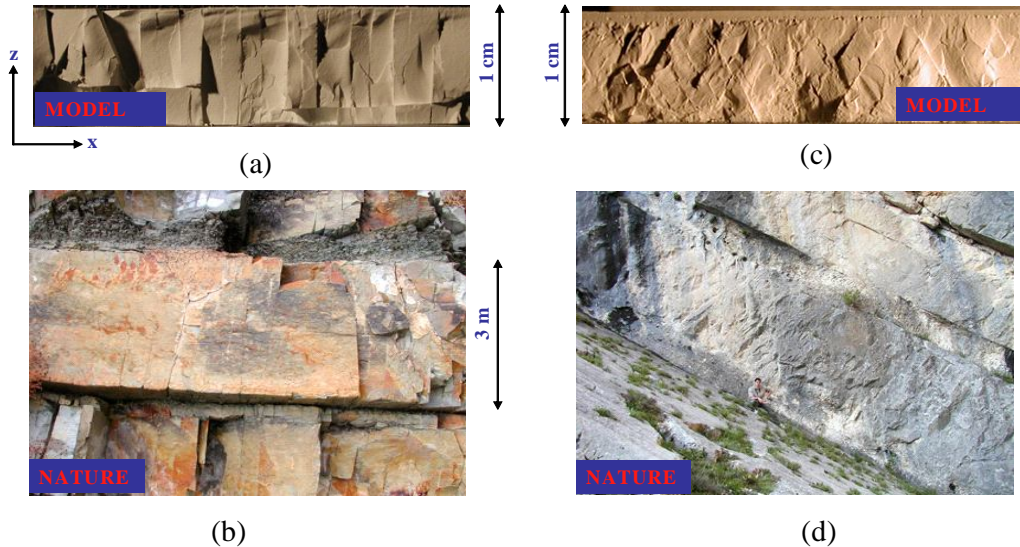 z
x
MODEL
1 cm
(a)
1 cm
MODEL
(c)
NATURE
3 m
(b)
NATURE
(d)